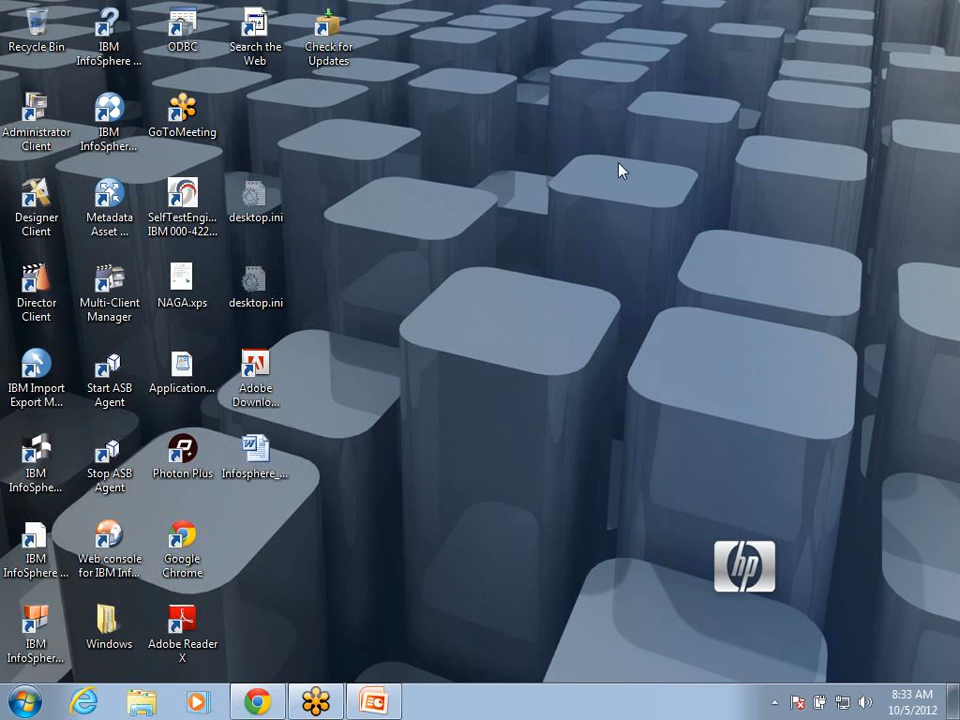 Recycle Bin
IBM
InfoSphere ...
ODBC
Search the
Web
Check for
Updates
Administrator
Client
IBM
InfoSpher...
GoToMeeting
Designer
Client
Metadata
Asset ...
SelfTestEngi...
IBM 000-422...
desktop.ini
Director
Client
Multi-Client
Manager
NAGA.xps
desktop.ini
IBM Import
Export M...
Start ASB
Agent
Application...
Adobe
Downlo...
IBM
InfoSphe...
Stop ASB
Agent
Photon Plus
Infosphere_...
IBM
InfoSphere ...
Web console
for IBM Inf...
Google
Chrome
IBM
InfoSpher...
Windows
Adobe Reader
X
hp
8:33 AM
10/5/2012